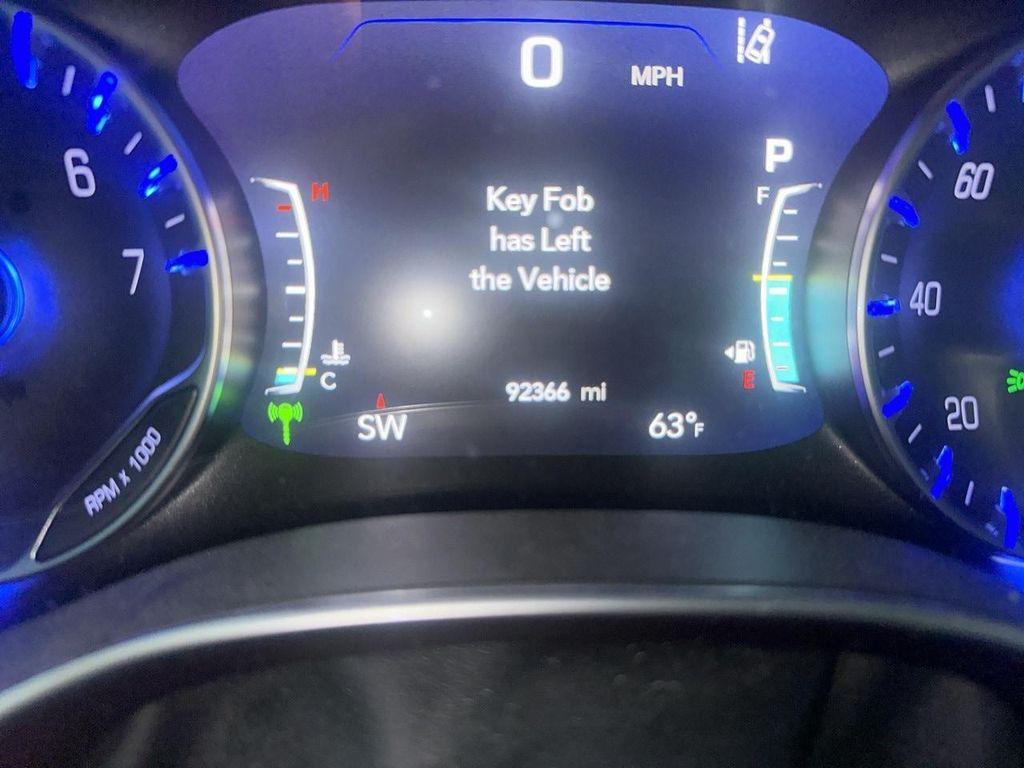 0 MPH
P
6
7
RPM x 1000
H
C
Key Fob
has Left
the Vehicle
F
E
92366 mi
SW
63°F
60
40
20